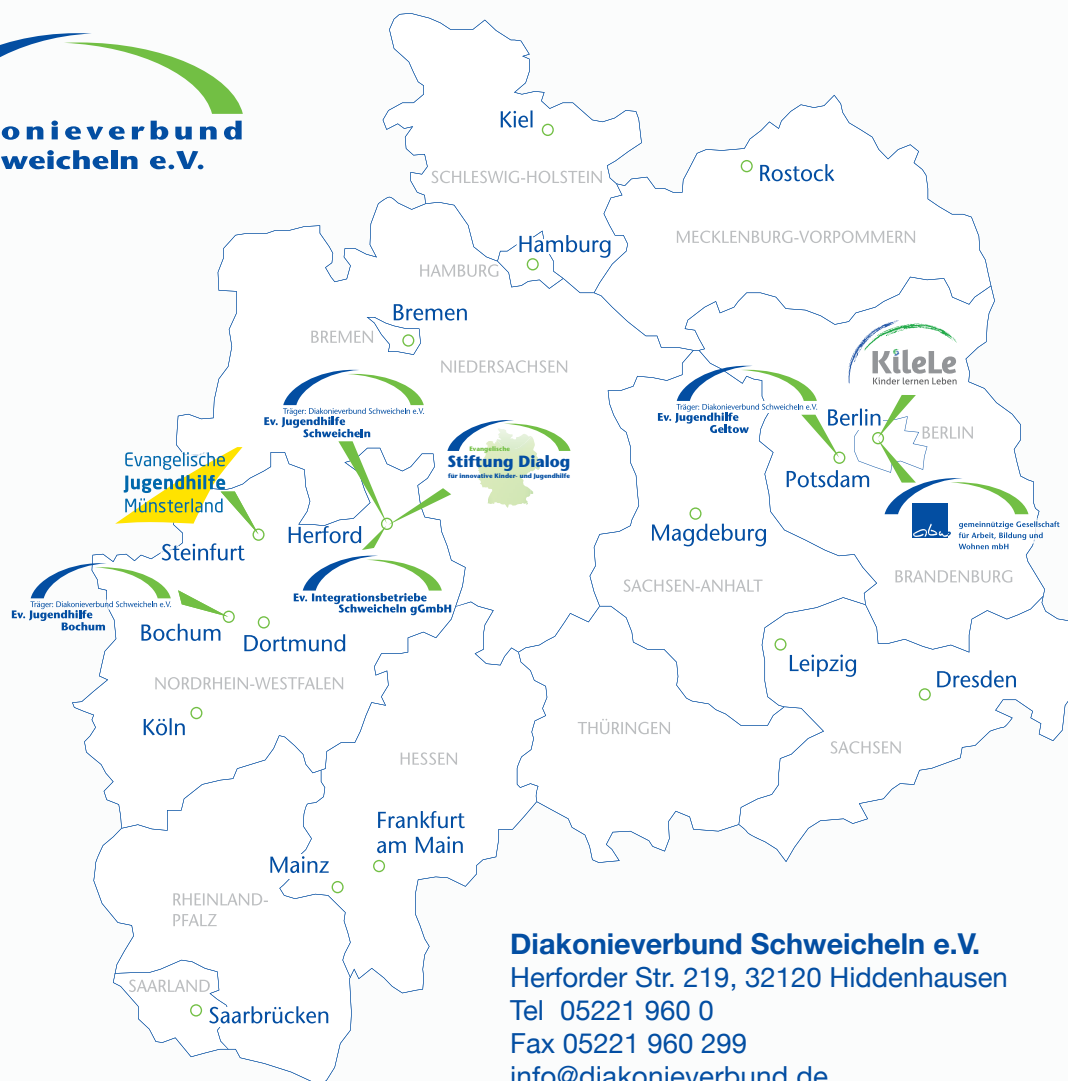 onieverbund
weicheln e.V.
Kiel
SCHLESWIG-HOLSTEIN
Rostock
MECKLENBURG-VORPOMMERN
Hamburg
HAMBURG
Bremen
BREMEN
NIEDERSACHSEN
KileLe
Kinder lernen Leben
Träger: Diakonieverbund Schweicheln e.V.
Ev. Jugendhilfe
Schweicheln
Träger: Diakonieverbund Schweicheln e.V.
Ev. Jugendhilfe
Geltow
Berlin
BERLIN
Evangelische
Stiftung Dialog
für innovative Kinder- und Jugendhilfe
Evangelische
Jugendhilfe
Münsterland
Potsdam
Herford
Steinfurt
Magdeburg
abw
gemeinnützige Gesellschaft
für Arbeit, Bildung und
Wohnen mbH
BRANDENBURG
SACHSEN-ANHALT
Träger: Diakonieverbund Schweicheln e.V.
Ev. Jugendhilfe
Bochum
Ev. Integrationsbetriebe
Schweicheln gGmbH
Bochum
Dortmund
Leipzig
Dresden
NORDRHEIN-WESTFALEN
Köln
THÜRINGEN
SACHSEN
HESSEN
Frankfurt
am Main
Mainz
RHEINLAND-
PFALZ
SAARLAND
Saarbrücken
Diakonieverbund Schweicheln e.V.
Herforder Str. 219, 32120 Hiddenhausen
Tel 05221 960 0
Fax 05221 960 299
info@diakonieverbund.de